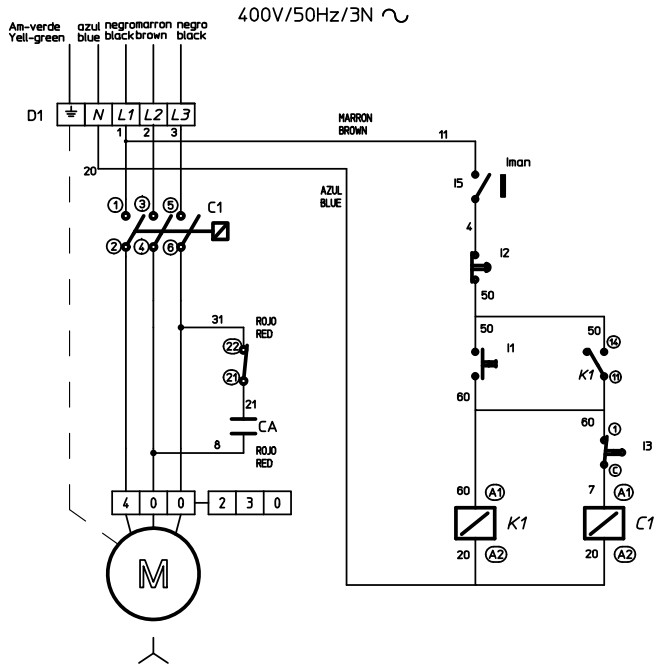 400V/50Hz/3N
Am-verde azul negro marron negro
Yell-green blue black brown black
D1 N L1 L2 L3
1 2 3
MARRON
BROWN
11
20
AZUL
BLUE
Iman
I5
1 3 5 C1
4
2 4 6
I2
50
31 ROJO
RED
50 50 14
22
I1
K1 11
21
60
21
CA
60 1
8 ROJO
RED
I3
C
4 0 0 2 3 0
60 A1 7 A1
K1 C1
20 A2 20 A2
M